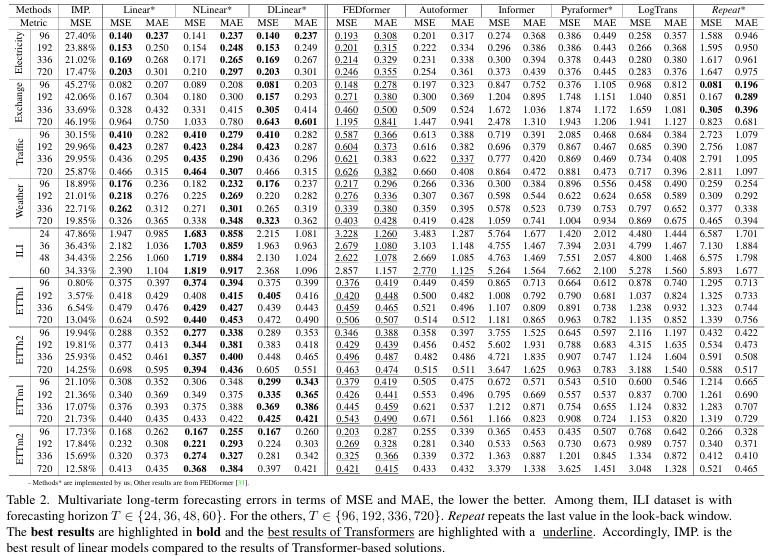 Methods IMP. Linear* NLinear* DLinear* FEDformer Autoformer Informer Pyraformer* LogTrans Repeat*
Metric MSE MSE MAE MSE MAE MSE MAE MSE MAE MSE MAE MSE MAE MSE MAE MSE MAE MSE MAE
Electricity
96 27.40% 0.140 0.237 0.141 0.237 0.140 0.237 0.193 0.308 0.201 0.317 0.274 0.368 0.386 0.449 0.258 0.357 1.588 0.946
192 23.88% 0.153 0.250 0.154 0.248 0.153 0.249 0.201 0.315 0.222 0.334 0.296 0.386 0.386 0.443 0.266 0.368 1.595 0.950
336 21.02% 0.169 0.268 0.171 0.265 0.169 0.267 0.214 0.329 0.231 0.338 0.300 0.394 0.378 0.443 0.280 0.380 1.617 0.961
720 17.47% 0.203 0.301 0.210 0.297 0.203 0.301 0.246 0.355 0.254 0.361 0.373 0.439 0.376 0.445 0.283 0.376 1.647 0.975
Exchange
96 45.27% 0.082 0.207 0.089 0.208 0.081 0.203 0.148 0.278 0.197 0.323 0.847 0.752 0.376 1.105 0.968 0.812 0.081 0.196
192 42.06% 0.167 0.304 0.180 0.300 0.157 0.293 0.271 0.380 0.300 0.369 1.204 0.895 1.748 1.151 1.040 0.851 0.167 0.289
336 33.69% 0.328 0.432 0.331 0.415 0.305 0.414 0.460 0.500 0.509 0.524 1.672 1.036 1.874 1.172 1.659 1.081 0.305 0.396
720 46.19% 0.964 0.750 1.033 0.780 0.643 0.601 1.195 0.841 1.447 0.941 2.478 1.310 1.943 1.206 1.941 1.127 0.823 0.681
Traffic
96 30.15% 0.410 0.282 0.410 0.279 0.410 0.282 0.587 0.366 0.613 0.388 0.719 0.391 2.085 0.468 0.684 0.384 2.723 1.079
192 29.96% 0.423 0.287 0.423 0.284 0.423 0.287 0.604 0.373 0.616 0.382 0.696 0.379 0.867 0.467 0.685 0.390 2.756 1.087
336 29.95% 0.436 0.295 0.435 0.290 0.436 0.296 0.621 0.383 0.622 0.337 0.777 0.420 0.869 0.469 0.734 0.408 2.791 1.095
720 25.87% 0.466 0.315 0.464 0.307 0.466 0.315 0.626 0.382 0.660 0.408 0.864 0.472 0.881 0.473 0.717 0.396 2.811 1.097
Weather
96 18.89% 0.176 0.236 0.182 0.232 0.176 0.237 0.217 0.296 0.266 0.336 0.300 0.384 0.896 0.556 0.458 0.490 0.259 0.254
192 21.01% 0.218 0.276 0.225 0.269 0.220 0.282 0.276 0.336 0.307 0.367 0.598 0.544 0.622 0.624 0.658 0.589 0.309 0.292
336 22.71% 0.262 0.312 0.271 0.301 0.265 0.319 0.339 0.380 0.359 0.395 0.578 0.523 0.739 0.753 0.797 0.652 0.377 0.338
720 19.85% 0.326 0.365 0.338 0.348 0.323 0.362 0.403 0.428 0.419 0.428 1.059 0.741 1.004 0.934 0.869 0.675 0.465 0.394
ILI
24 47.86% 1.947 0.985 1.683 0.858 2.215 1.081 3.228 1.260 3.483 1.287 5.764 1.677 1.420 2.012 4.480 1.444 6.587 1.701
36 36.43% 2.182 1.036 1.703 0.859 1.963 0.963 2.679 1.080 3.103 1.148 4.755 1.467 7.394 2.031 4.799 1.467 7.130 1.884
48 34.43% 2.256 1.060 1.719 0.884 2.130 1.024 2.622 1.078 2.669 1.085 4.763 1.469 7.551 2.057 4.800 1.468 6.575 1.798
60 34.33% 2.390 1.104 1.819 0.917 2.368 1.096 2.857 1.157 2.770 1.125 5.264 1.564 7.662 2.100 5.278 1.560 5.893 1.677
ETTh1
96 0.80% 0.375 0.397 0.374 0.394 0.375 0.399 0.376 0.419 0.449 0.459 0.865 0.713 0.664 0.612 0.878 0.740 1.295 0.713
192 3.57% 0.418 0.429 0.408 0.415 0.405 0.416 0.420 0.448 0.500 0.482 1.008 0.792 0.790 0.681 1.037 0.824 1.325 0.733
336 6.54% 0.479 0.476 0.429 0.427 0.439 0.443 0.459 0.465 0.521 0.496 1.107 0.809 0.891 0.738 1.238 0.932 1.323 0.744
720 13.04% 0.624 0.592 0.440 0.453 0.472 0.490 0.506 0.507 0.514 0.512 1.181 0.865 0.963 0.782 1.135 0.852 1.339 0.756
ETTh2
96 19.94% 0.288 0.352 0.277 0.338 0.289 0.353 0.346 0.388 0.358 0.397 3.755 1.525 0.645 0.597 2.116 1.197 0.432 0.422
192 19.81% 0.377 0.413 0.344 0.381 0.383 0.418 0.429 0.439 0.456 0.452 5.602 1.931 0.788 0.683 4.315 1.635 0.534 0.473
336 25.93% 0.452 0.461 0.357 0.400 0.448 0.465 0.496 0.487 0.482 0.486 4.721 1.835 0.907 0.747 1.124 1.604 0.591 0.508
720 14.25% 0.698 0.595 0.394 0.436 0.605 0.551 0.463 0.474 0.515 0.511 3.647 1.625 0.963 0.783 3.188 1.540 0.588 0.517
ETTm1
96 21.10% 0.308 0.352 0.306 0.348 0.299 0.343 0.379 0.419 0.505 0.475 0.672 0.571 0.543 0.510 0.600 0.546 1.214 0.665
192 21.36% 0.340 0.369 0.349 0.375 0.335 0.365 0.426 0.441 0.553 0.496 0.795 0.669 0.557 0.537 0.837 0.700 1.261 0.690
336 17.07% 0.376 0.393 0.375 0.388 0.369 0.386 0.445 0.459 0.621 0.537 1.212 0.871 0.754 0.655 1.124 0.832 1.283 0.707
720 21.73% 0.440 0.435 0.433 0.422 0.425 0.421 0.543 0.490 0.671 0.561 1.166 0.823 0.908 0.724 1.153 0.820 1.319 0.729
ETTm2
96 17.73% 0.168 0.262 0.167 0.255 0.167 0.260 0.203 0.287 0.255 0.339 0.365 0.453 0.435 0.507 0.768 0.642 0.266 0.328
192 17.84% 0.232 0.308 0.221 0.293 0.224 0.303 0.269 0.328 0.281 0.340 0.533 0.563 0.730 0.673 0.989 0.757 0.340 0.371
336 15.69% 0.320 0.373 0.274 0.327 0.281 0.342 0.325 0.366 0.339 0.372 1.363 0.887 1.201 0.845 1.334 0.872 0.412 0.410
720 12.58% 0.413 0.435 0.368 0.384 0.397 0.421 0.421 0.415 0.433 0.432 3.379 1.338 3.625 1.451 3.048 1.328 0.521 0.465
- Methods* are implemented by us; Other results are from FEDformer [31].
Table 2. Multivariate long-term forecasting errors in terms of MSE and MAE, the lower the better. Among them, ILI dataset is with
forecasting horizon T ∈ {24, 36, 48, 60}. For the others, T ∈ {96, 192, 336, 720}. Repeat repeats the last value in the look-back window.
The best results are highlighted in bold and the best results of Transformers are highlighted with a underline. Accordingly, IMP. is the
best result of linear models compared to the results of Transformer-based solutions.